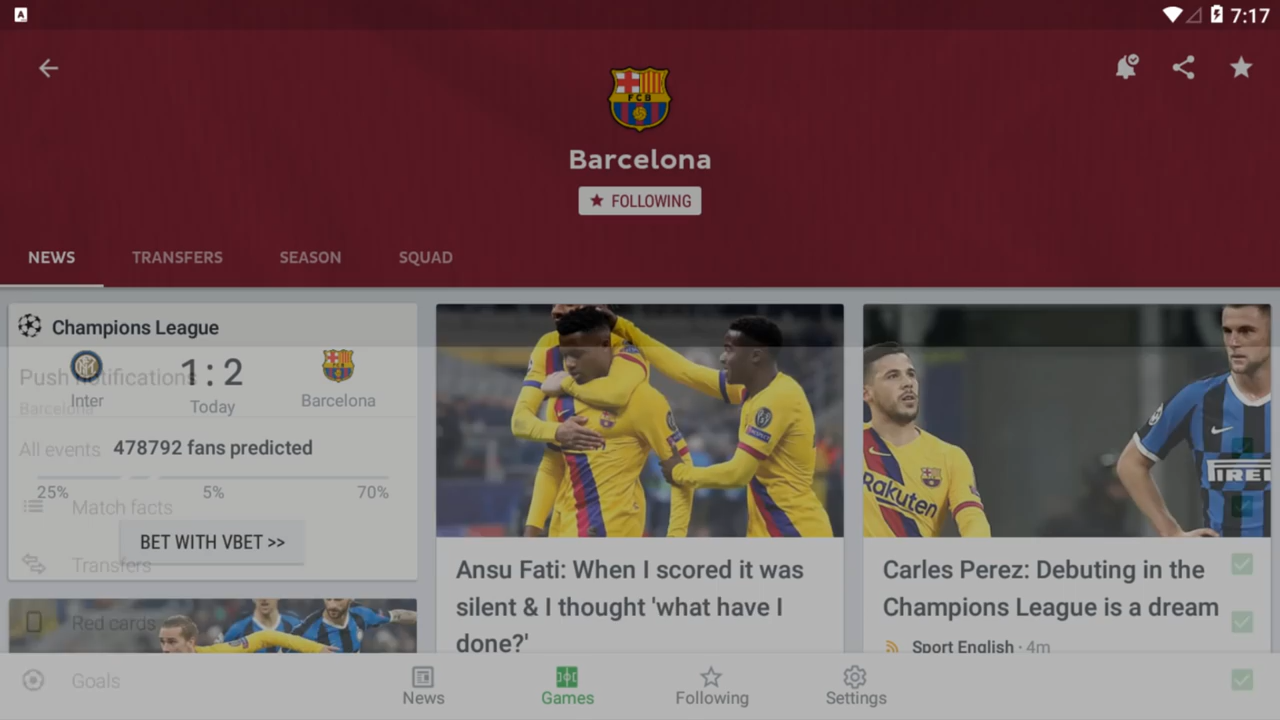 7:17
FCB
Barcelona
★ FOLLOWING
NEWS
TRANSFERS
SEASON
SQUAD
Champions League
1 : 2
Inter
Today
Barcelona
478792 fans predicted
25%
5%
70%
BET WITH VBET >>
Push notifications
Barcelona
All events
Match facts
Transfers
Red cards
Goals
Rakuten
Ansu Fati: When I scored it was
silent & I thought 'what have I
done?'
IREL
Carles Perez: Debuting in the
Champions League is a dream
Sport English · 4m
News
Games
Following
Settings